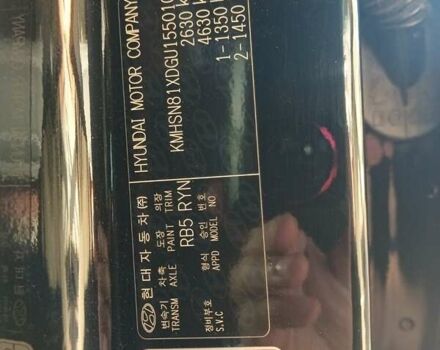 HYUNDAI MOTOR COMPANY
KMHSN81XDGU15501
2630 K
4630 K
1-1350
2-1450
현대자동차(주)
변속기 차축 도장 의장
TRANSM AXLE PAINT TRIM
RB5 RYN
형식 승인 번호
APPD MODEL NO
정비부호
S.V.C